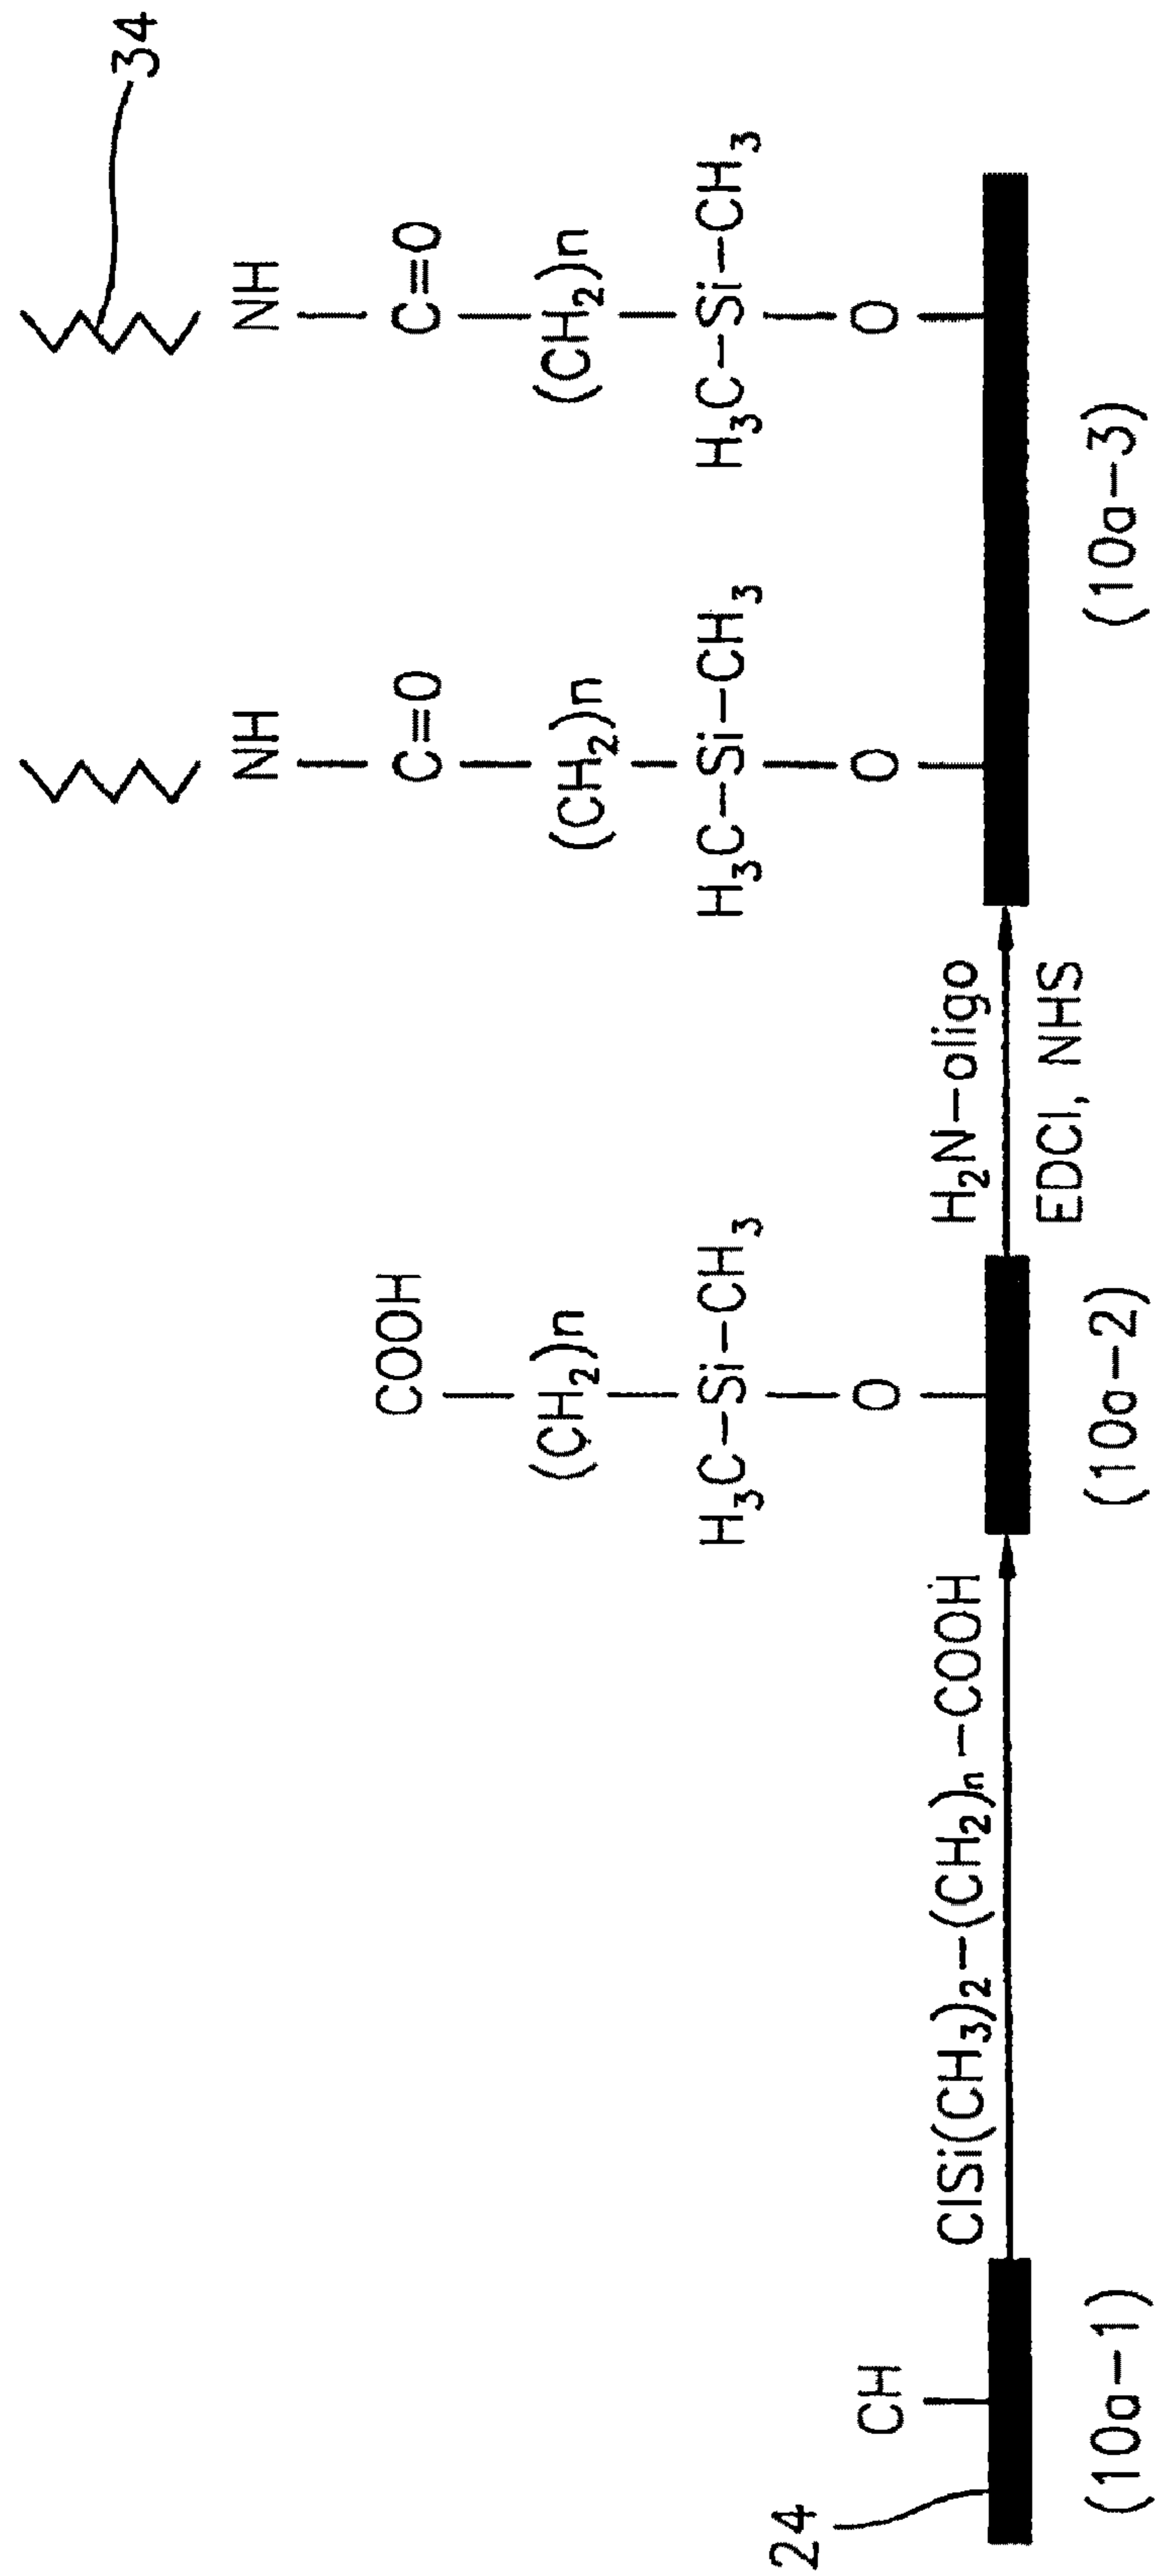 34
NH
NH
C=O
C=O
COOH
(CH2)n
(CH2)n
(CH2)n
H3C-Si-CH3
H3C-Si-CH3
H3C-Si-CH3
CH
O
O
O
24
ClSi(CH3)2-(CH2)n-COOH
H2N-oligo
EDCl, NHS
(10a-1)
(10a-2)
(10a-3)